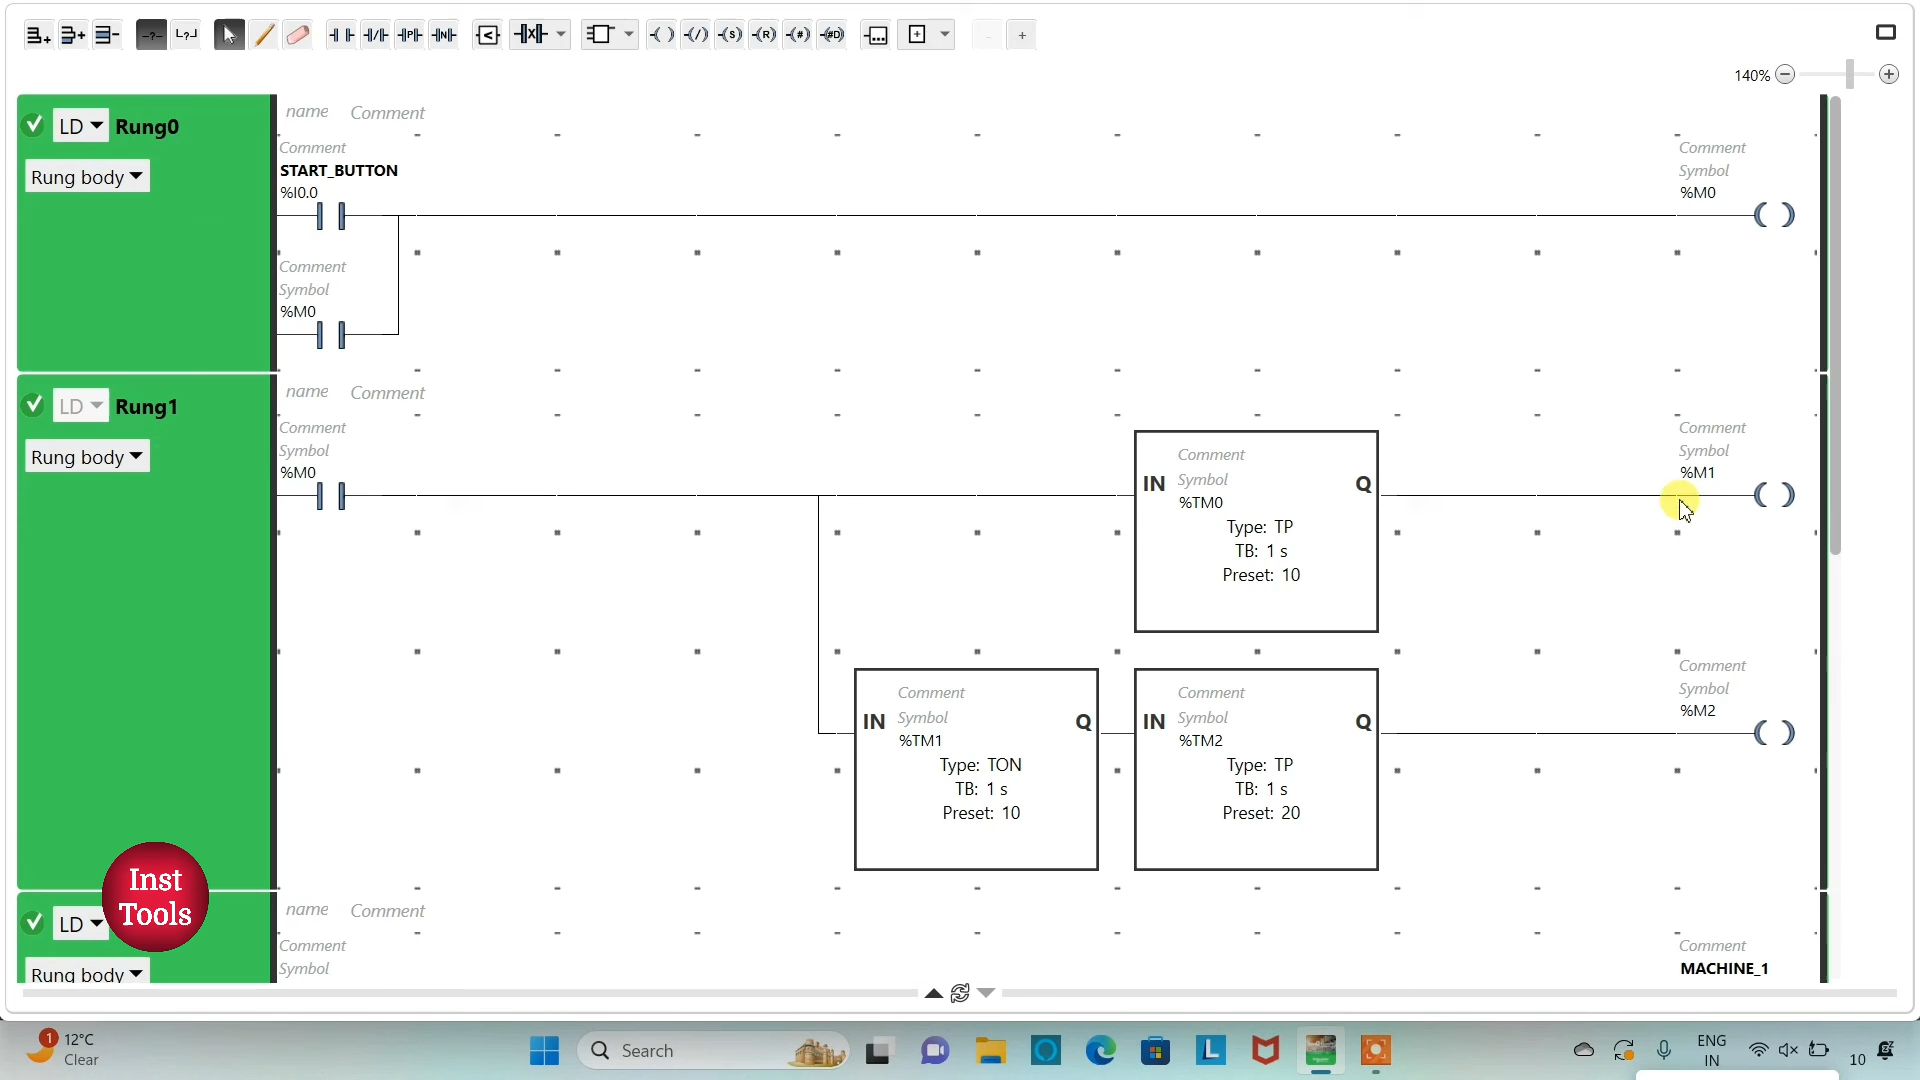 140%
LD Rung0
Rung body
name Comment
Comment
START_BUTTON
%I0.0
Comment
Symbol
%M0
Comment
Symbol
%M0
LD Rung1
Rung body
name Comment
Comment
Symbol
%M0
IN Comment
Symbol Q
%TM0
Type: TP
TB: 1 s
Preset: 10
Comment
Symbol
%M1
IN Comment
Symbol Q
%TM1
Type: TON
TB: 1 s
Preset: 10
IN Comment
Symbol Q
%TM2
Type: TP
TB: 1 s
Preset: 20
Comment
Symbol
%M2
Inst
Tools
LD
Rung body
name Comment
Comment
Symbol
Comment
MACHINE_1
1
12°C
Clear
Search
ENG
IN
10